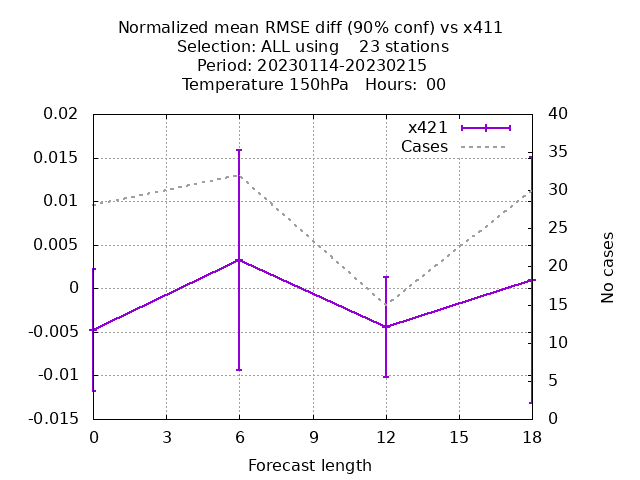 Normalized mean RMSE diff (90% conf) vs x411
Selection: ALL using    23 stations
Period: 20230114-20230215
Temperature 150hPa   Hours:  00
0.02
0.015
0.01
0.005
0
-0.005
-0.01
-0.015
40
35
30
25
20
15
10
5
0
x421
Cases
No cases
0 3 6 9 12 15 18
Forecast length